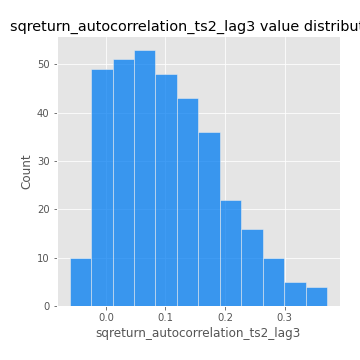 sqreturn_autocorrelation_ts2_lag3 value distribut
50
40
30
20
10
0
Count
0.0 0.1 0.2 0.3
sqreturn_autocorrelation_ts2_lag3